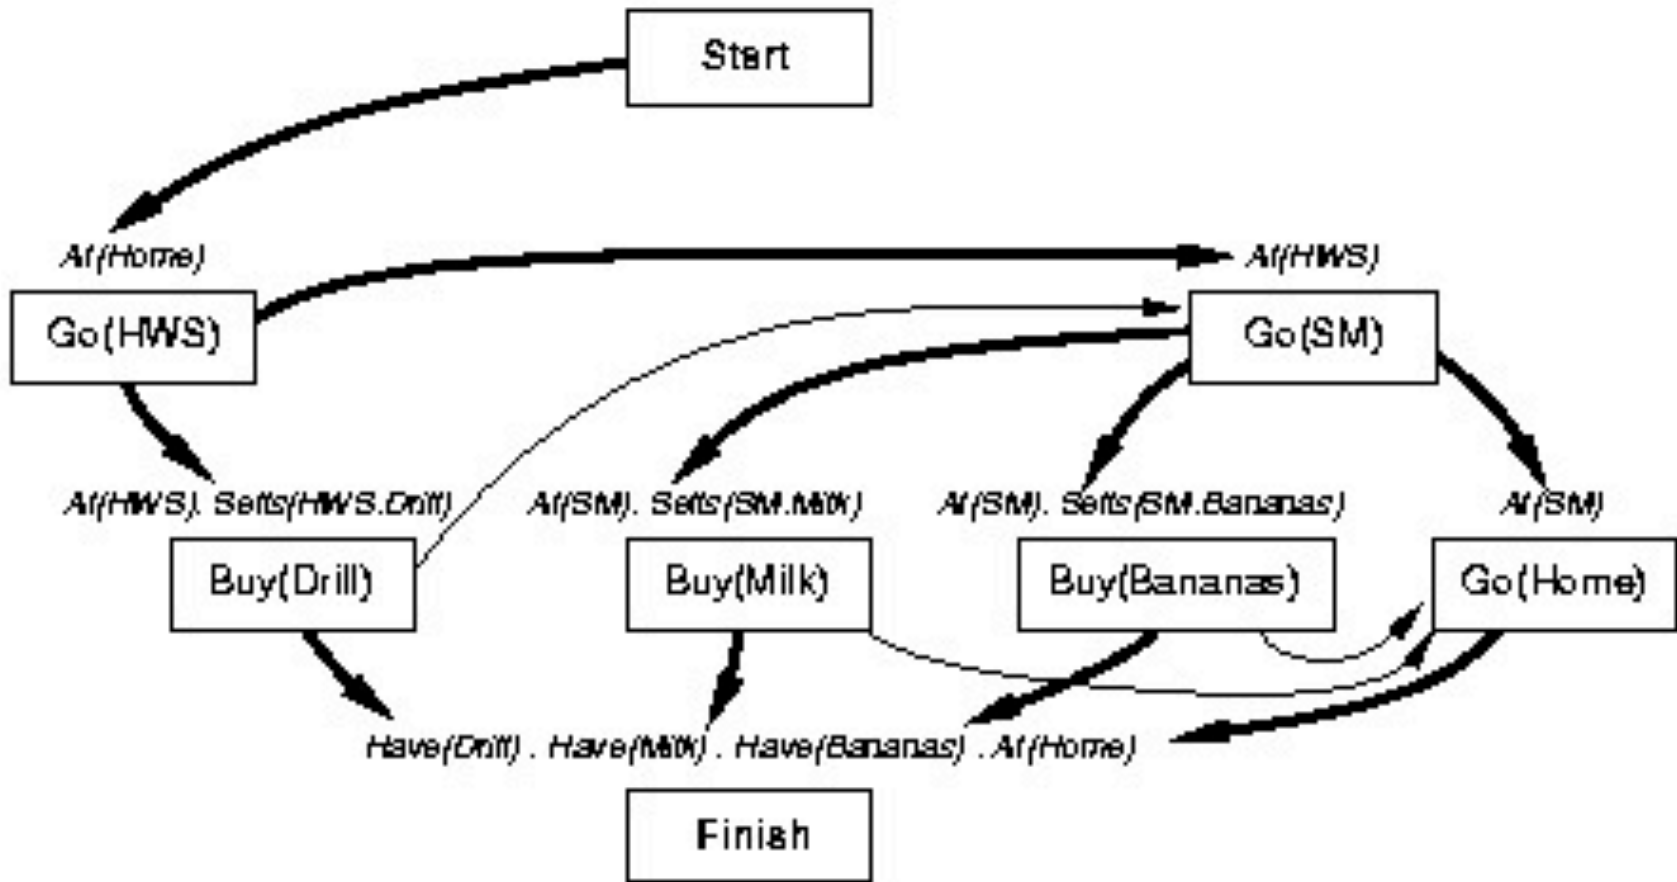 Start
At(Home)
At(HWS)
Go(HWS)
Go(SM)
At(HWS), Sells(HWS,Drill)
At(SM), Sells(SM,Milk)
At(SM), Sells(SM,Bananas)
At(SM)
Buy(Drill)
Buy(Milk)
Buy(Bananas)
Go(Home)
Have(Drill) , Have(Milk) , Have(Bananas) , At(Home)
Finish